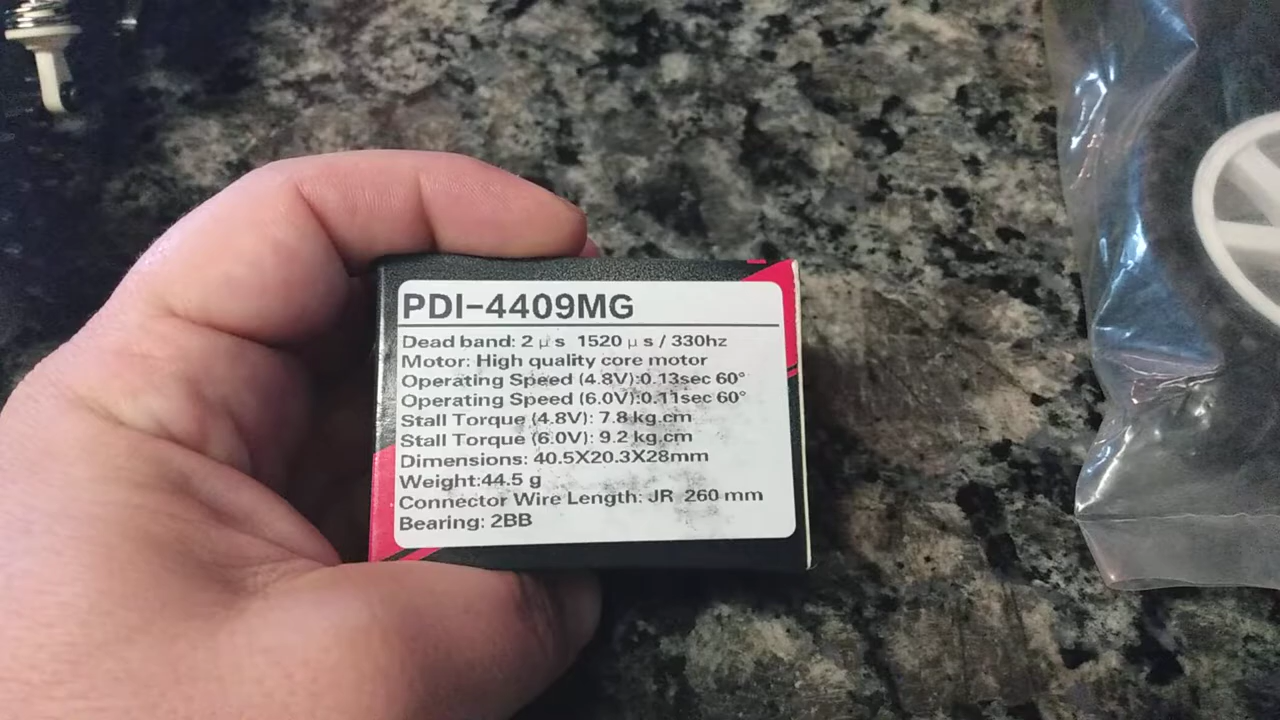 PDI-4409MG
Dead band: 2 μ s 1520 μ s / 330hz
Motor: High quality core motor
Operating Speed (4.8V):0.13sec 60°
Operating Speed (6.0V):0.11sec 60°
Stall Torque (4.8V): 7.8 kg.cm
Stall Torque (6.0V): 9.2 kg.cm
Dimensions: 40.5X20.3X28mm
Weight:44.5 g
Connector Wire Length: JR 260 mm
Bearing: 2BB